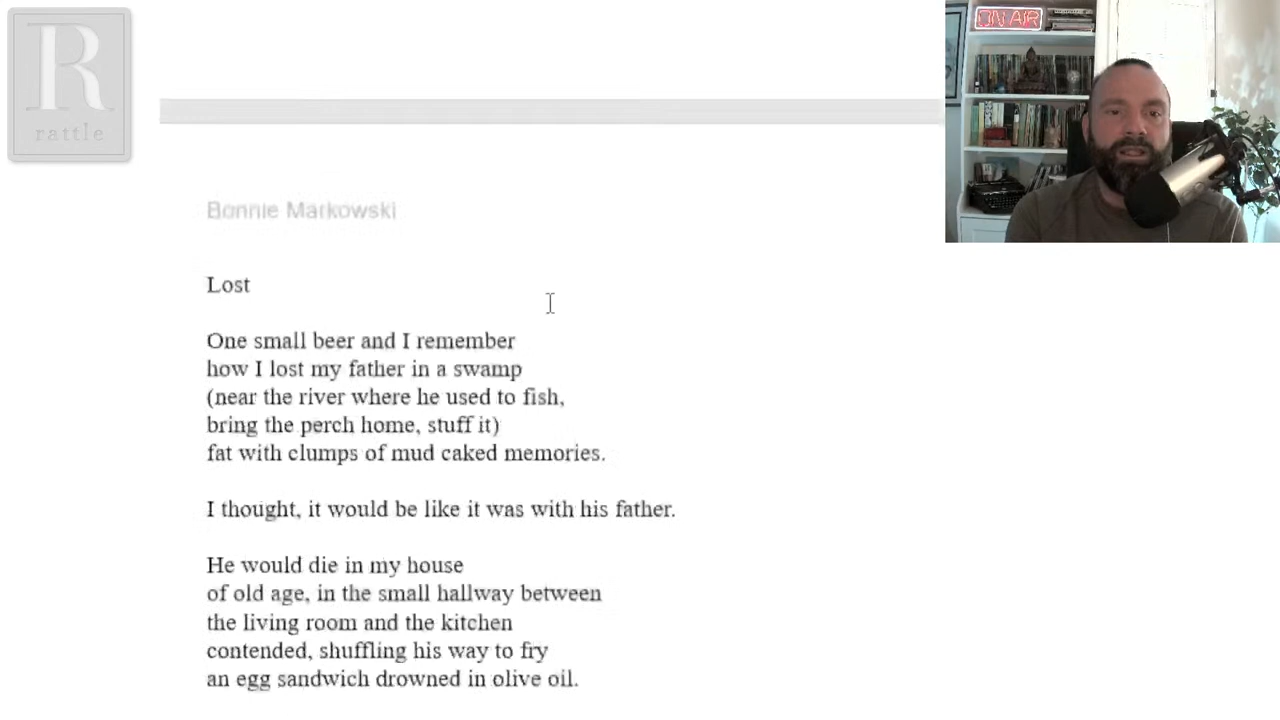 R
rattle
ON AIR
Bonnie Markowski
Lost
One small beer and I remember
how I lost my father in a swamp
(near the river where he used to fish,
bring the perch home, stuff it)
fat with clumps of mud caked memories.
I thought, it would be like it was with his father.
He would die in my house
of old age, in the small hallway between
the living room and the kitchen
contended, shuffling his way to fry
an egg sandwich drowned in olive oil.